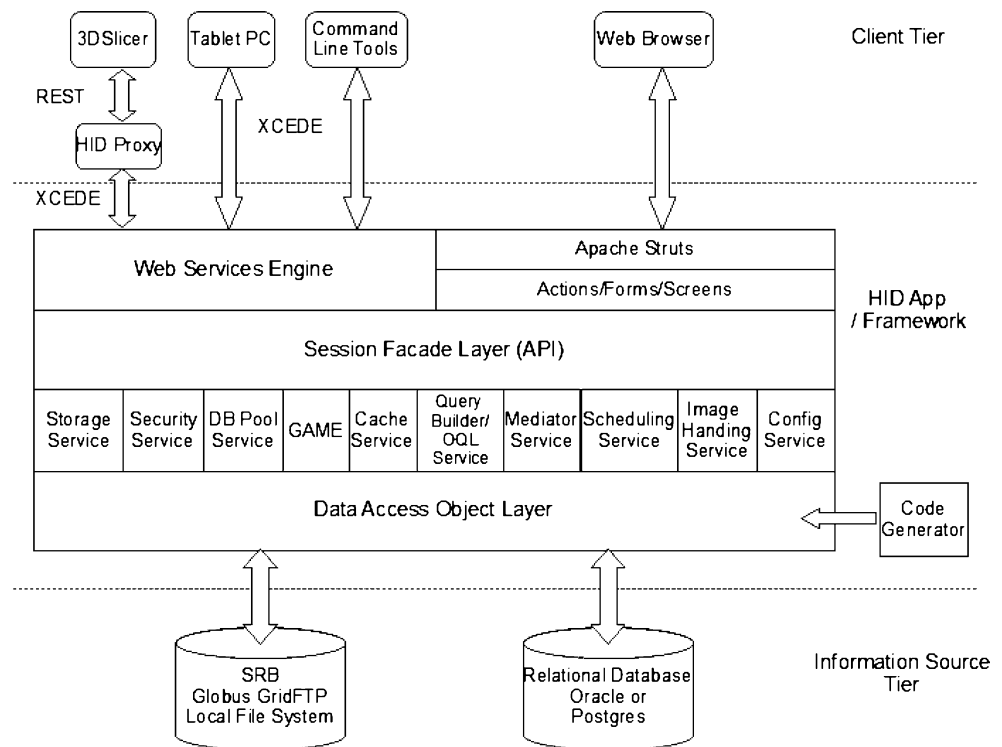 3DSlicer
Tablet PC
Command
Line Tools
Web Browser
Client Tier
REST
XCEDE
HID Proxy
XCEDE
Web Services Engine
Apache Struts
Actions/Forms/Screens
HID App
/ Framework
Session Facade Layer (API)
Storage
Service
Security
Service
DB Pool
Service
GAME
Cache
Service
Query
Builder/
OQL
Service
Mediator
Service
Scheduling
Service
Image
Handing
Service
Config
Service
Data Access Object Layer
Code
Generator
SRB
Globus GridFTP
Local File System
Relational Database
Oracle or
Postgres
Information Source
Tier